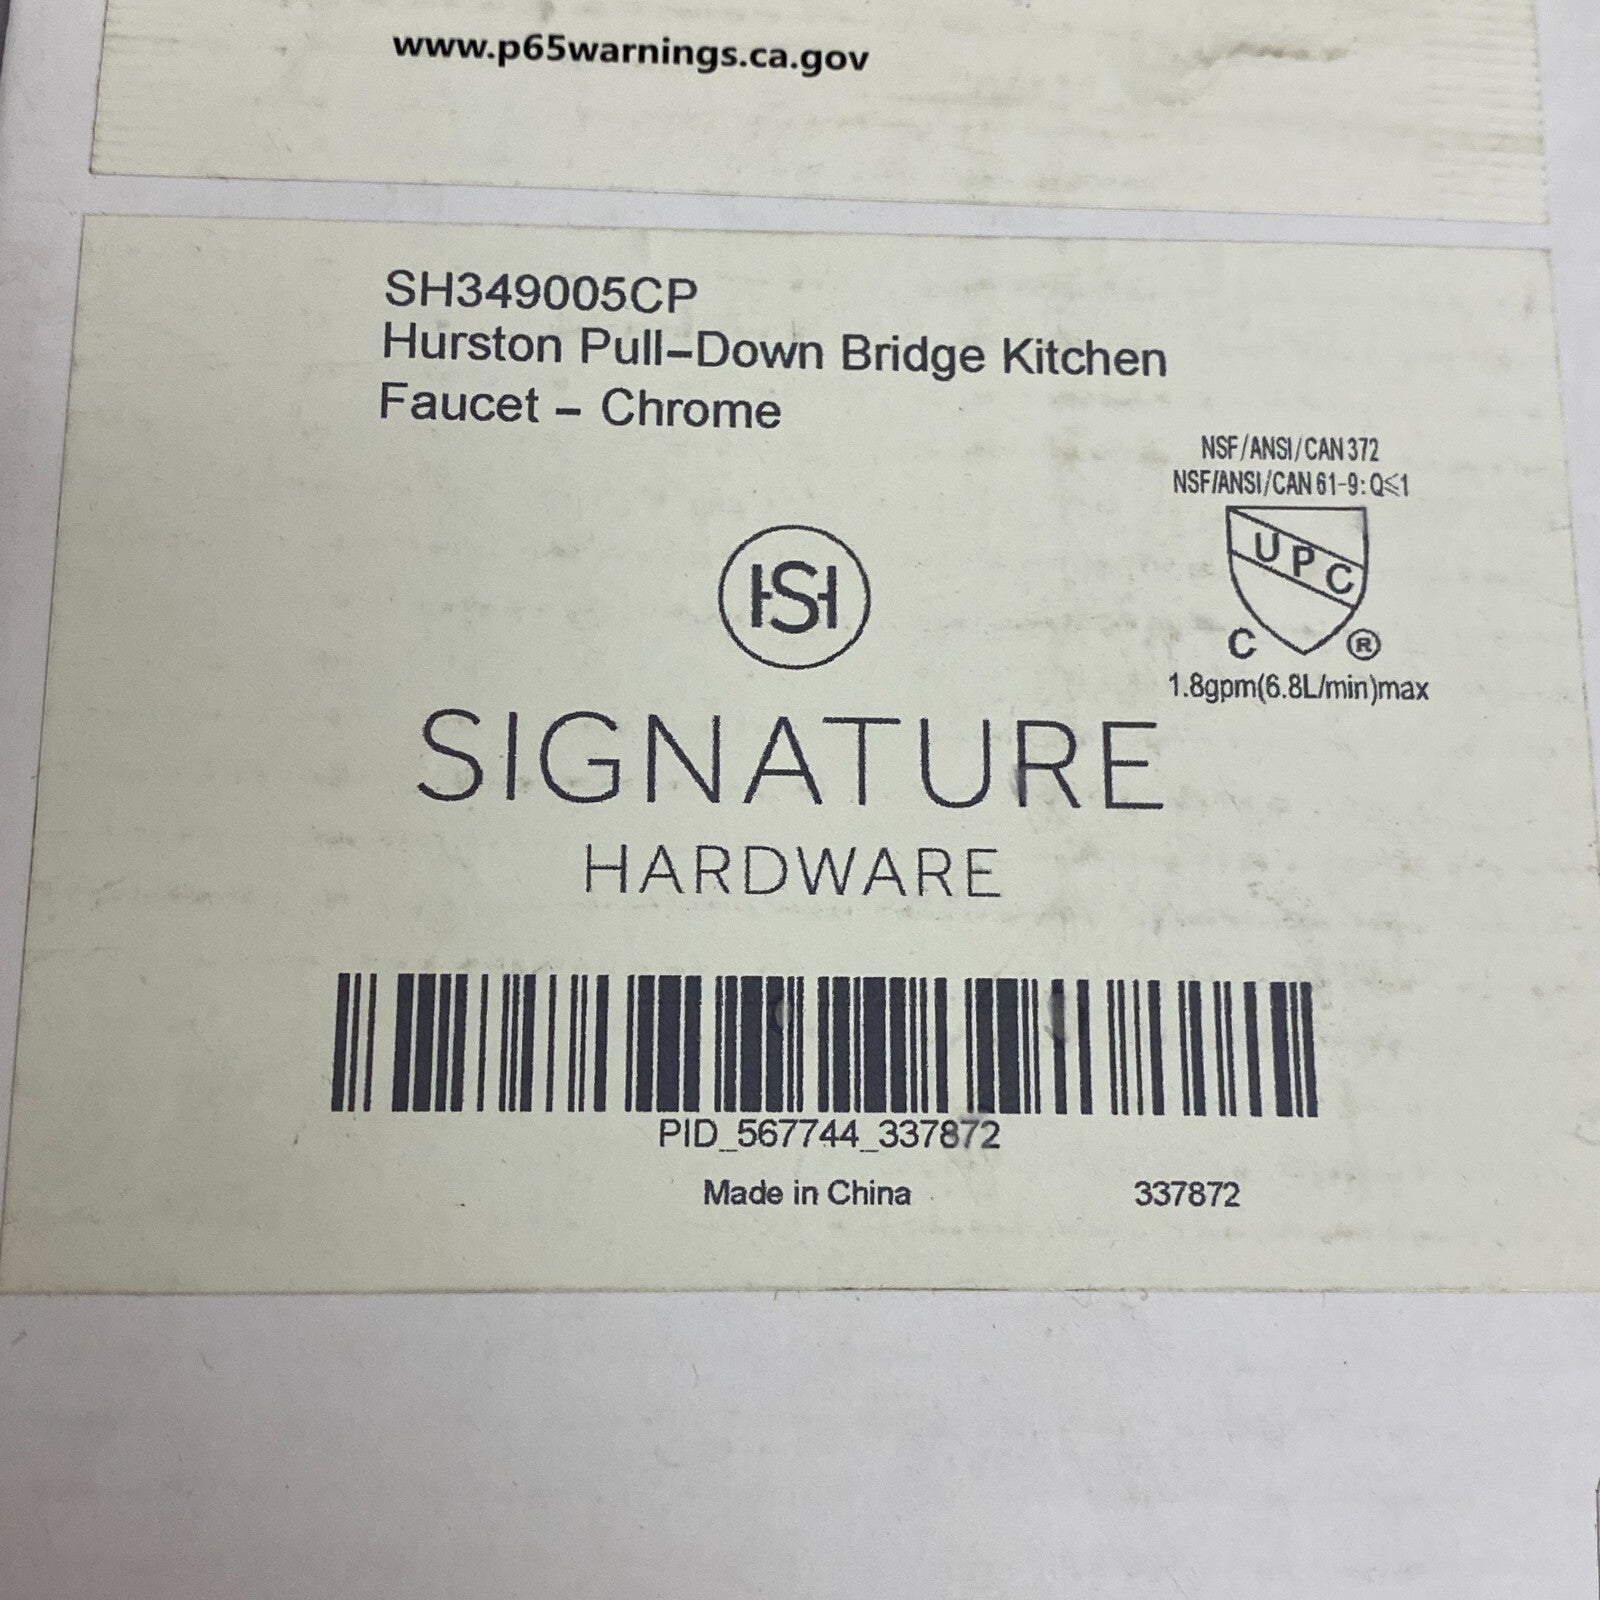 www.p65warnings.ca.gov
SH349005CP
Hurston Pull-Down Bridge Kitchen
Faucet - Chrome
NSF/ANSI/CAN 372
NSF/ANSI/CAN 61-9: Q≤1
UPC
C ®
1.8gpm(6.8L/min)max
HSH
SIGNATURE
HARDWARE
PID_567744_337872
Made in China 337872